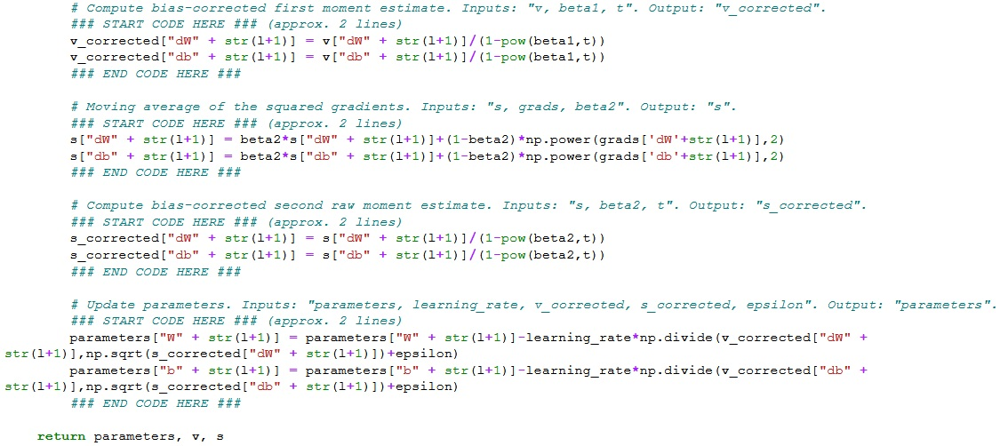 # Compute bias-corrected first moment estimate. Inputs: "v, beta1, t". Output: "v_corrected".
### START CODE HERE ### (approx. 2 lines)
v_corrected["dW" + str(l+1)] = v["dW" + str(l+1)]/(1-pow(beta1,t))
v_corrected["db" + str(l+1)] = v["db" + str(l+1)]/(1-pow(beta1,t))
### END CODE HERE ###
# Moving average of the squared gradients. Inputs: "s, grads, beta2". Output: "s".
### START CODE HERE ### (approx. 2 lines)
s["dW" + str(l+1)] = beta2*s["dW" + str(l+1)]+(1-beta2)*np.power(grads['dW'+str(l+1)],2)
s["db" + str(l+1)] = beta2*s["db" + str(l+1)]+(1-beta2)*np.power(grads['db'+str(l+1)],2)
### END CODE HERE ###
# Compute bias-corrected second raw moment estimate. Inputs: "s, beta2, t". Output: "s_corrected".
### START CODE HERE ### (approx. 2 lines)
s_corrected["dW" + str(l+1)] = s["dW" + str(l+1)]/(1-pow(beta2,t))
s_corrected["db" + str(l+1)] = s["db" + str(l+1)]/(1-pow(beta2,t))
### END CODE HERE ###
# Update parameters. Inputs: "parameters, learning_rate, v_corrected, s_corrected, epsilon". Output: "parameters".
### START CODE HERE ### (approx. 2 lines)
parameters["W" + str(l+1)] = parameters["W" + str(l+1)]-learning_rate*np.divide(v_corrected["dW" +
str(l+1)],np.sqrt(s_corrected["dW" + str(l+1)])+epsilon)
parameters["b" + str(l+1)] = parameters["b" + str(l+1)]-learning_rate*np.divide(v_corrected["db" +
str(l+1)],np.sqrt(s_corrected["db" + str(l+1)])+epsilon)
### END CODE HERE ###
return parameters, v, s